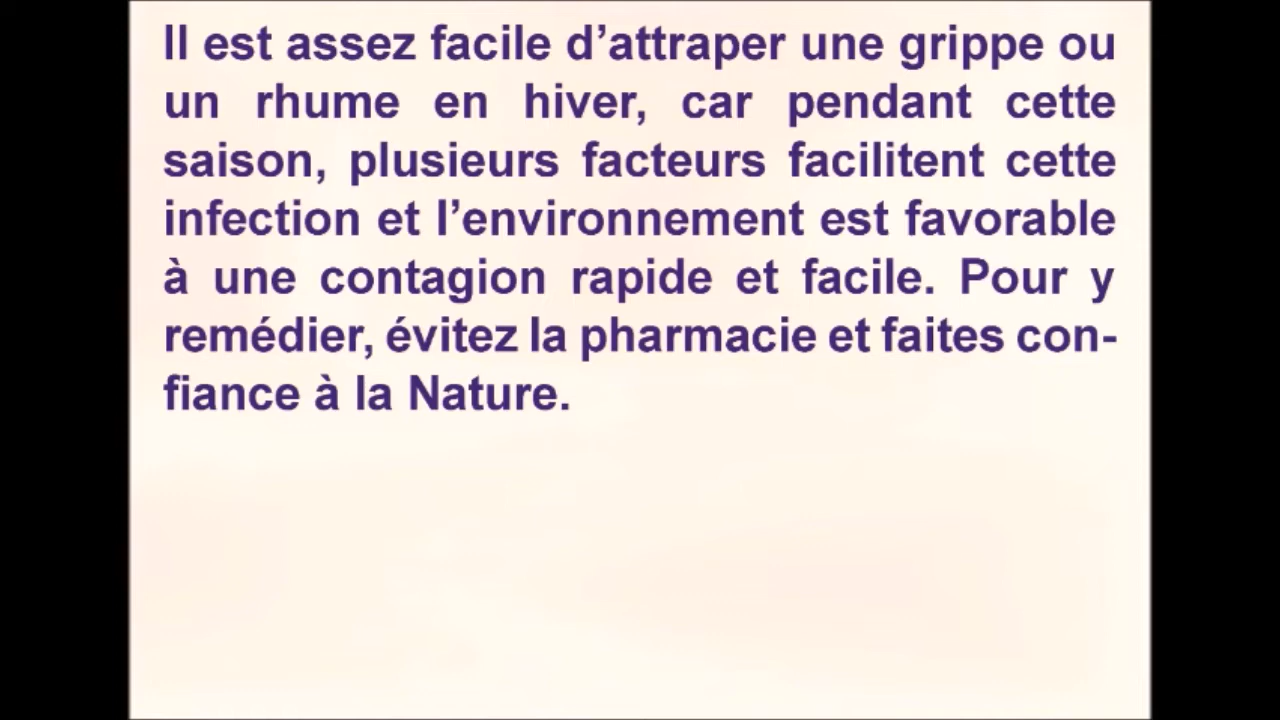 Il est assez facile d’attraper une grippe ou
un rhume en hiver, car pendant cette
saison, plusieurs facteurs facilitent cette
infection et l’environnement est favorable
à une contagion rapide et facile. Pour y
remédier, évitez la pharmacie et faites con-
fiance à la Nature.